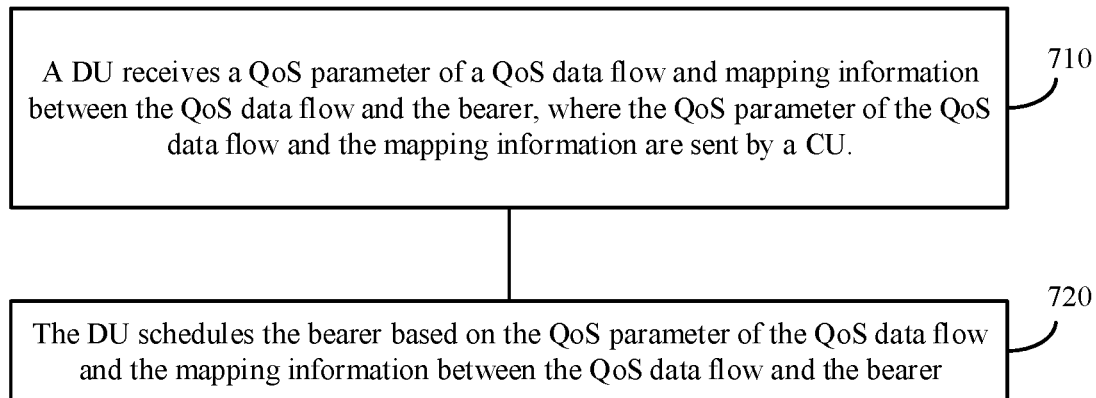 A DU receives a QoS parameter of a QoS data flow and mapping information
between the QoS data flow and the bearer, where the QoS parameter of the QoS
data flow and the mapping information are sent by a CU.
710
The DU schedules the bearer based on the QoS parameter of the QoS data flow
and the mapping information between the QoS data flow and the bearer
720